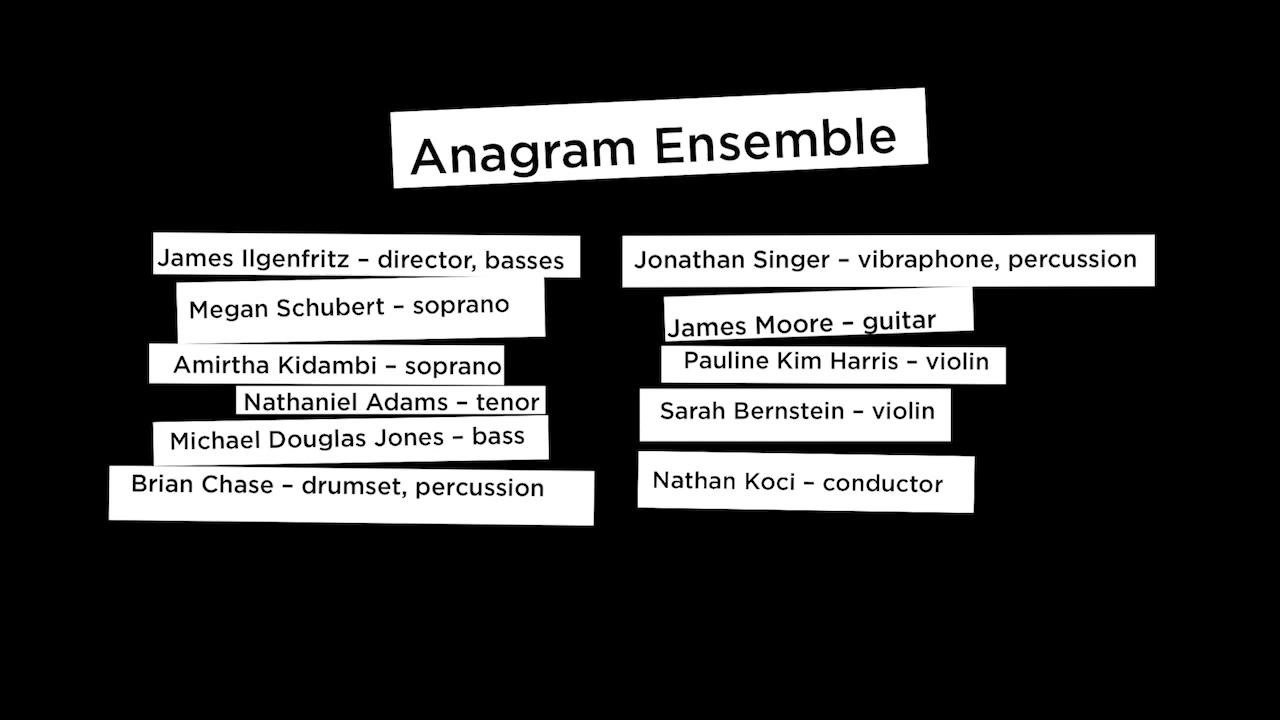 Anagram Ensemble
James Ilgenfritz – director, basses
Megan Schubert – soprano
Amirtha Kidambi – soprano
Nathaniel Adams – tenor
Michael Douglas Jones – bass
Brian Chase – drumset, percussion
Jonathan Singer – vibraphone, percussion
James Moore – guitar
Pauline Kim Harris – violin
Sarah Bernstein – violin
Nathan Koci – conductor